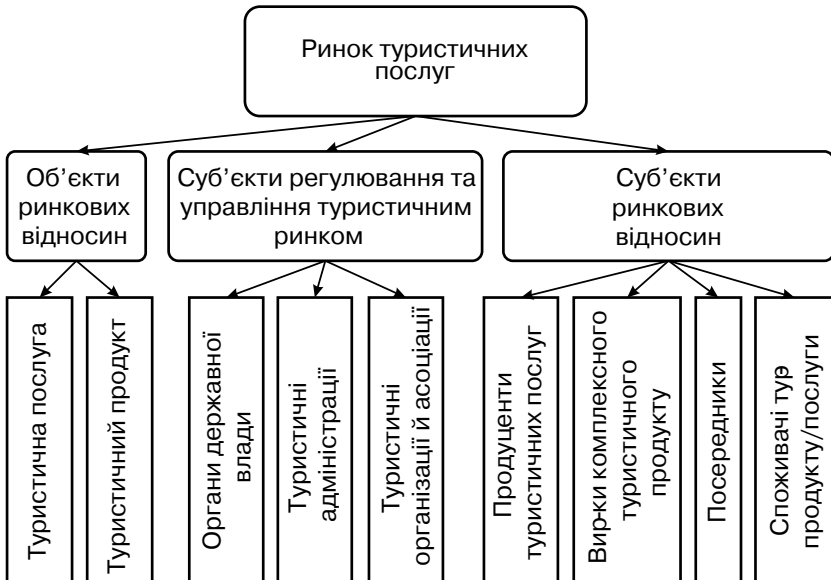 Ринок туристичних
послуг
Об’єкти
ринкових
відносин
Суб’єкти регулювання та
управління туристичним
ринком
Суб’єкти
ринкових
відносин
Туристична послуга
Туристичний продукт
Органи державної
влади
Туристичні
адміністрації
Туристичні
організації й асоціації
Продуценти
туристичних послуг
Вир-ки комплексного
туристичного
продукту
Посередники
Споживачі тур
продукту/послуги